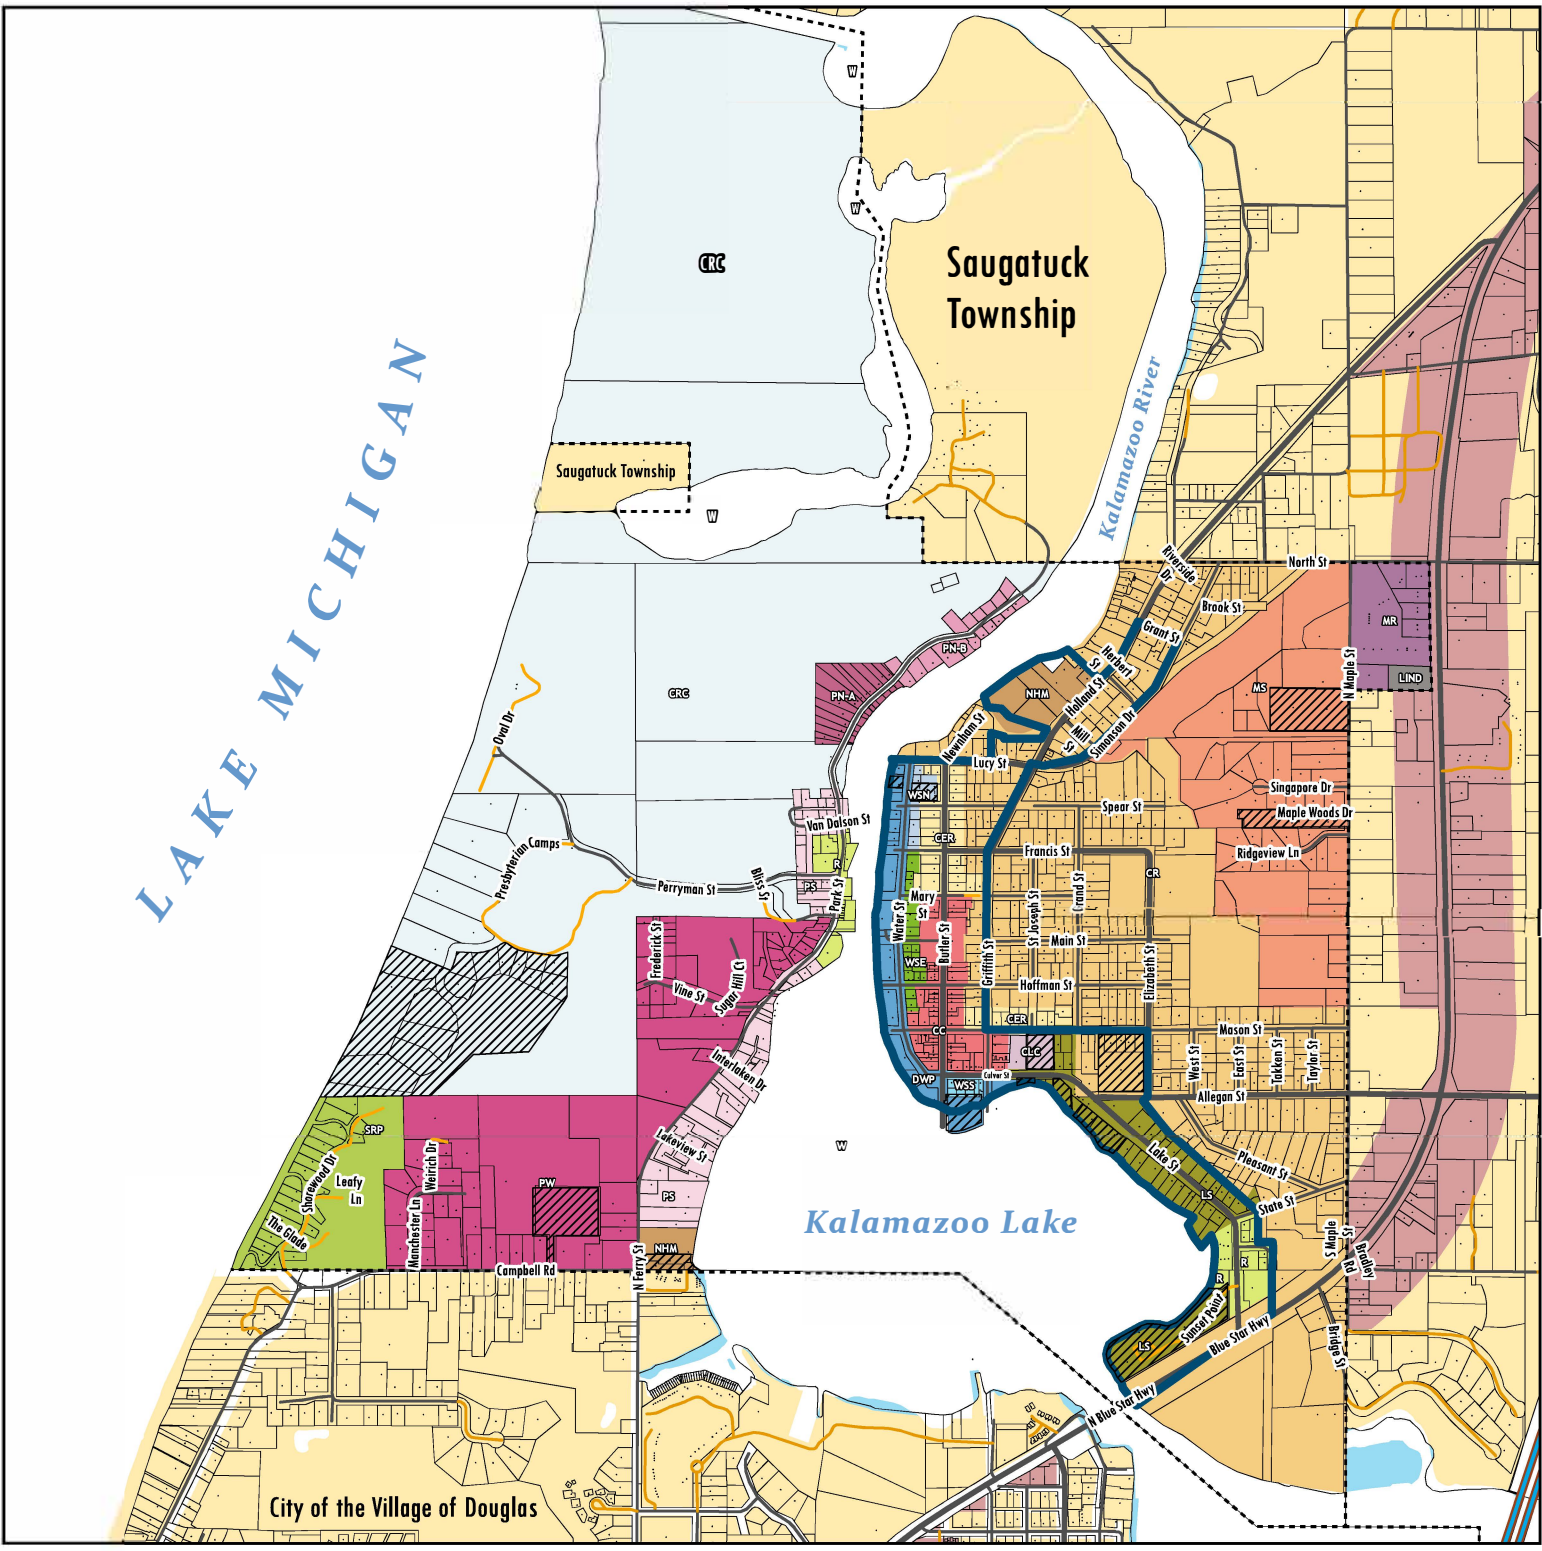 W
W
CRC
Saugatuck
Township
LAKE MICHIGAN
Kalamazoo River
Saugatuck Township
W
Riverside
Dr
North St
Brook St
Grant St
MR
PN-B
Herbert
St
N Maple St
LIND
CRC
PN-A
NHM
Holland St
MS
Oval Dr
Newnham St
Mill
St
Simonson Dr
Lucy St
WSN
Singapore Dr
Spear St
Maple Woods Dr
Van Dalson St
CER
Presbyterian Camps
Francis St
Ridgeview Ln
R
Perryman St
Bliss St
PS
Park St
CR
Mary
St
Water St
St Joseph St
Grand St
Frederick St
Butler St
Griffith St
Main St
Elizabeth St
WSE
Sugar Hill Ct
Vine St
Hoffman St
CER
CC
Mason St
Interlaken Dr
CLC
West St
East St
Takken St
Taylor St
DWP
WSS
Culver St
Allegan St
SRP
Lakeview St
W
Lake St
Pleasant St
Shorewood Dr
Leafy
Ln
Weirich Dr
PW
PS
LS
State St
The Glade
Manchester Ln
Kalamazoo Lake
NHM
N Ferry St
Campbell Rd
R
R
S Maple
St
Bradley
Rd
Sunset Point
Blue Star Hwy
LS
Bridge St
N Blue Star Hwy
City of the Village of Douglas